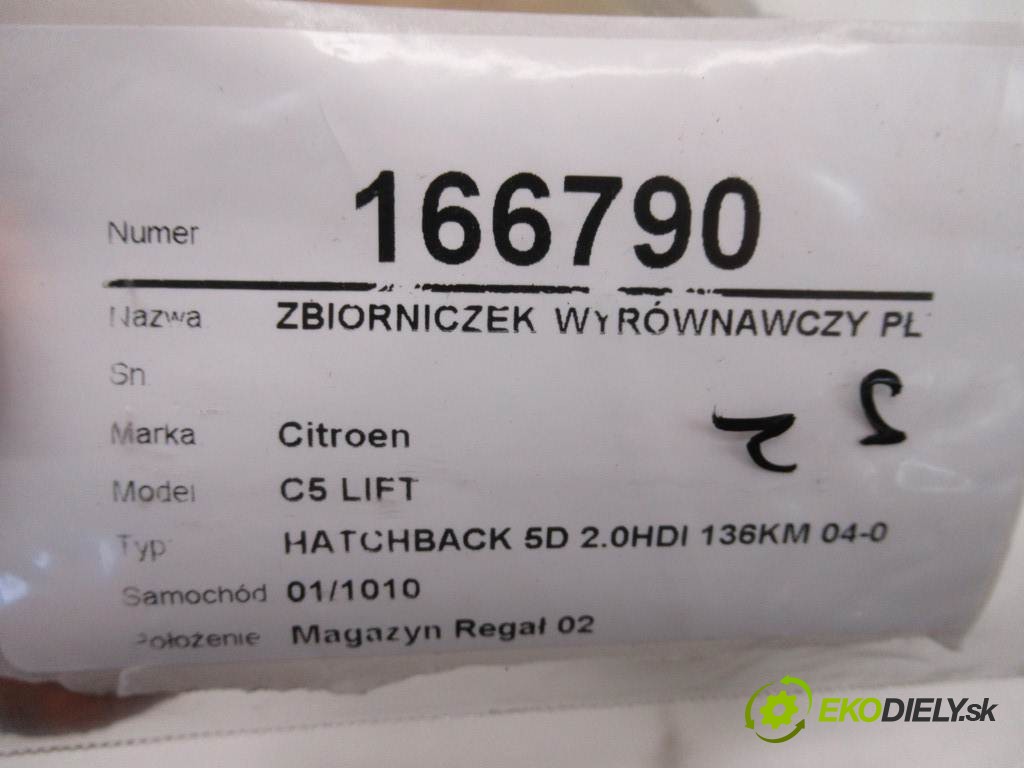 Numer 166790
Nazwa ZBIORNICZEK WYRÓWNAWCZY PŁ
Sn
Marka Citroen
Model C5 LIFT
Typ HATCHBACK 5D 2.0HDI 136KM 04-0
Samochód 01/1010
Położenie Magazyn Regał 02
EKODIELY.sk